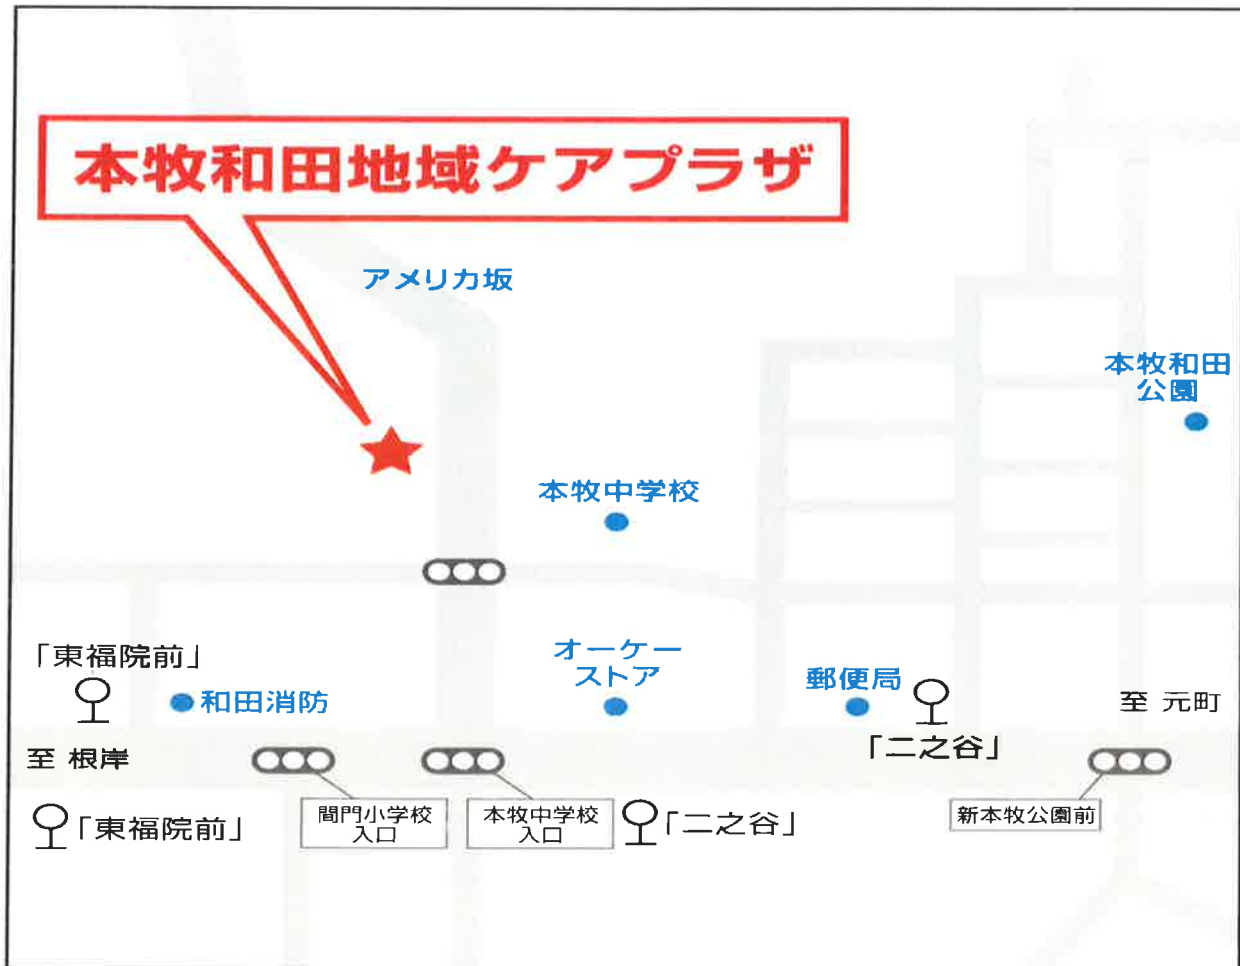 本牧和田地域ケアプラザ
アメリカ坂
本牧和田
公園
本牧中学校
「東福院前」
和田消防
オーケー
ストア
郵便局
「二之谷」
至 元町
至 根岸
「東福院前」
間門小学校
入口
本牧中学校
入口
「二之谷」
新本牧公園前